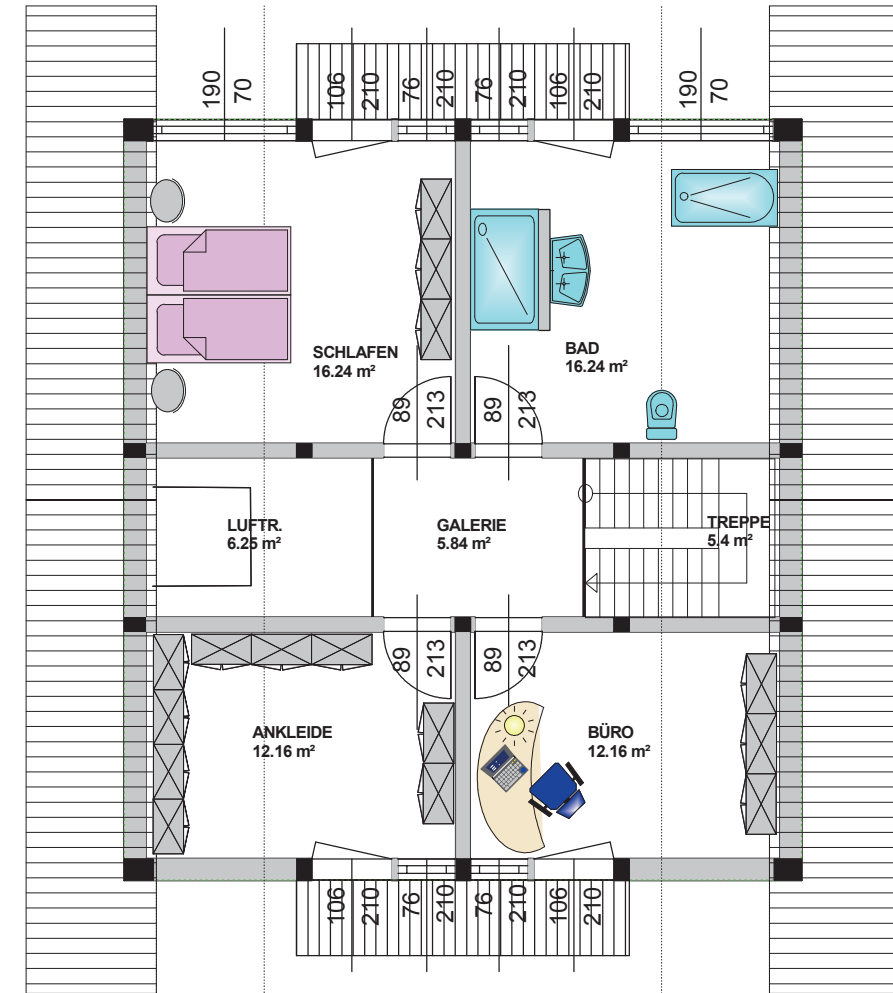 190
70
106
210
76
210
76
210
106
210
190
70
SCHLAFEN
16.24 m²
BAD
16.24 m²
89
213
89
213
LUFTR.
6.25 m²
GALERIE
5.84 m²
TREPPE
5.4 m²
89
213
89
213
ANKLEIDE
12.16 m²
BÜRO
12.16 m²
106
210
76
210
76
210
106
210